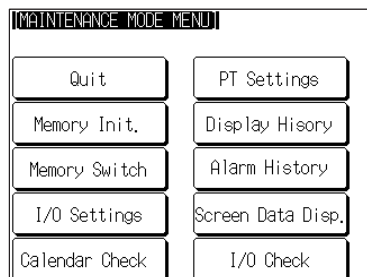 [MAINTENANCE MODE MENU]
Quit
PT Settings
Memory Init.
Display Hisory
Memory Switch
Alarm History
I/O Settings
Screen Data Disp.
Calendar Check
I/O Check